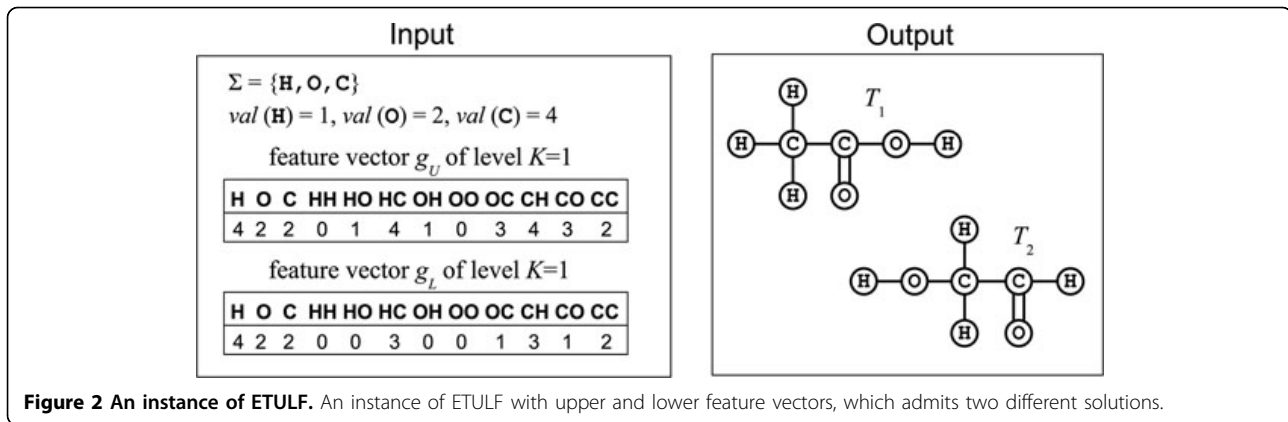 Input
Σ = {H, O, C}
val (H) = 1, val (O) = 2, val (C) = 4
feature vector g_U of level K=1
H O C HH HO HC OH OO OC CH CO CC
4 2 2 0 1 4 1 0 3 4 3 2
feature vector g_L of level K=1
H O C HH HO HC OH OO OC CH CO CC
4 2 2 0 0 3 0 0 1 3 1 2
Output
H T_1
H C C O H
H O
H T_2
H O C C H
H O
Figure 2 An instance of ETULF. An instance of ETULF with upper and lower feature vectors, which admits two different solutions.